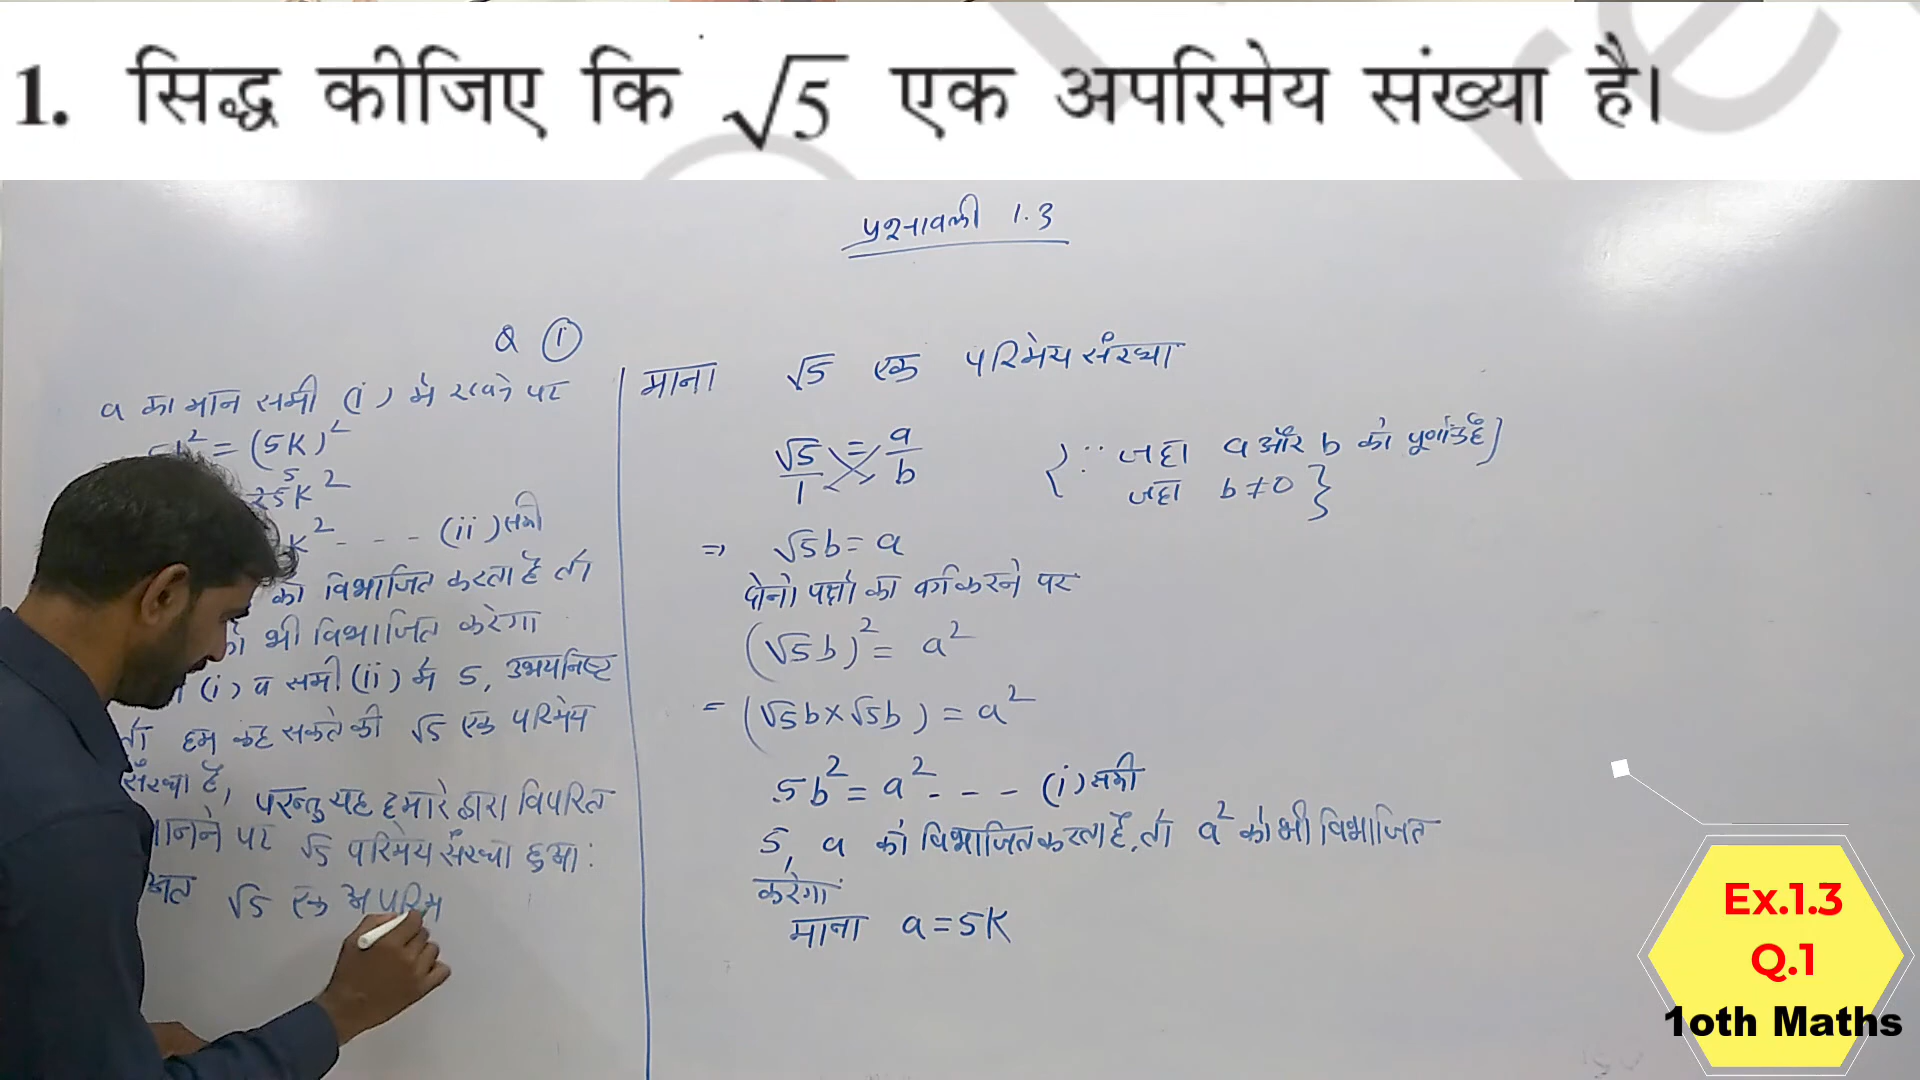 1. सिद्ध कीजिए कि √5 एक अपरिमेय संख्या है।
प्रश्नावली 1.3
Q (1)
माना √5 एक परिमेय संख्या
√5/1 = a/b {∵ जहा a और b को पूर्णांक है}
जहा b ≠ 0}
⇒ √5b = a
दोनो पक्षो का वर्ग करने पर
(√5b)² = a²
= (√5b×√5b) = a²
5b² = a² - - - (i) समी
5, a को विभाजित करता है, तो a² को भी विभाजित
करेगा
माना a = 5K
a का मान समी (i) मे रखने पर
² = (5K)²
25K²
5
K² - - - (ii) समी
को विभाजित करता है तो
को भी विभाजित करेगा
(i) व समी (ii) मे 5, उभयनिष्ट
तो हम कह सकते की √5 एक परिमेय
संख्या है, परन्तु यह हमारे द्वारा विपरित
मानने पर √5 परिमेय संख्या हुआ:
अत √5 एक अपरिम
Ex.1.3
Q.1
1oth Maths